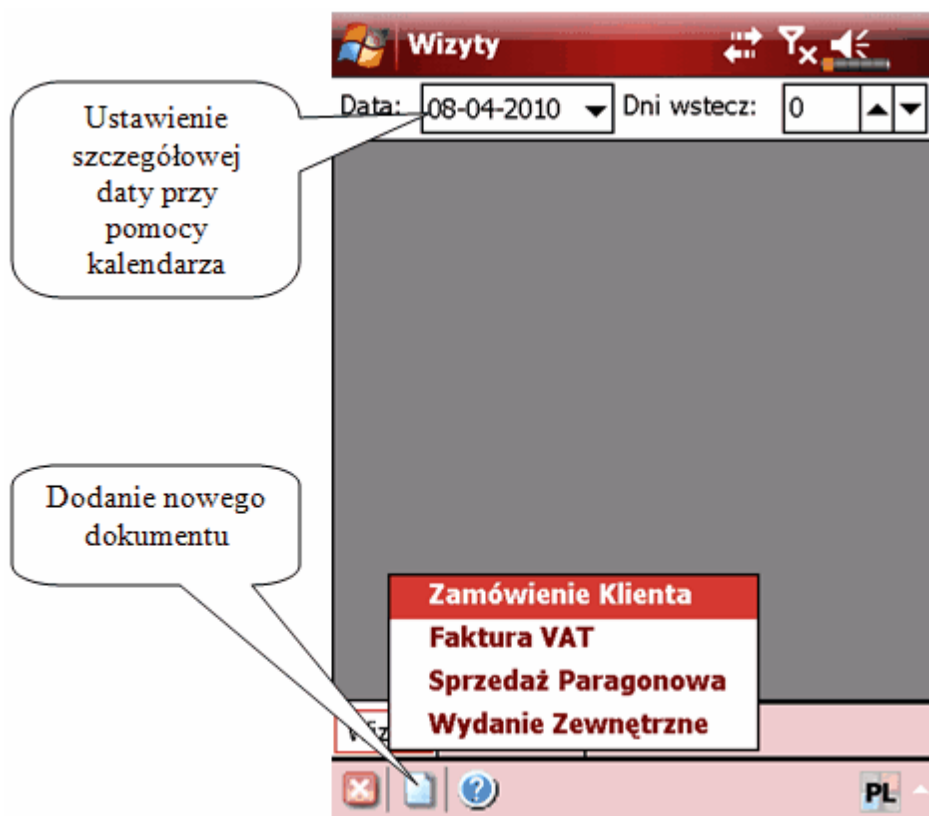 Wizyty
Data: 08-04-2010 Dni wstecz: 0
Ustawienie
szczegółowej
daty przy
pomocy
kalendarza
Dodanie nowego
dokumentu
Zamówienie Klienta
Faktura VAT
Sprzedaż Paragonowa
Wydanie Zewnętrzne
PL